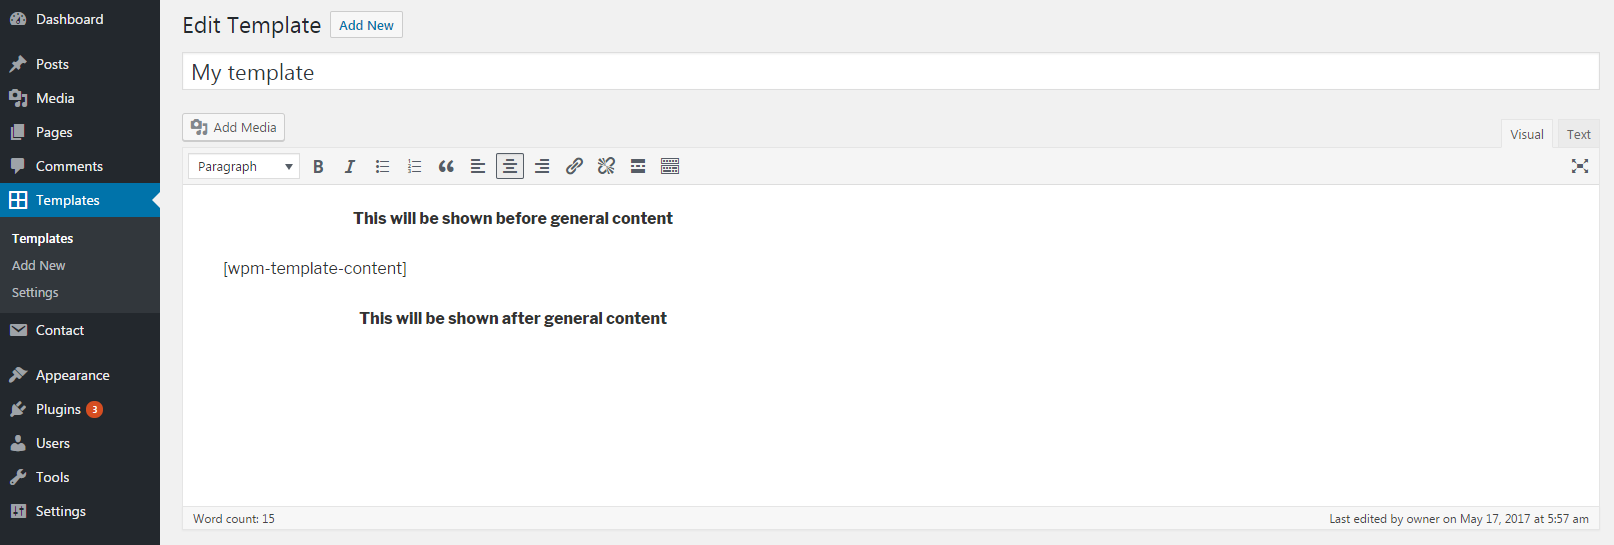 Dashboard
Posts
Media
Pages
Comments
Templates
Templates
Add New
Settings
Contact
Appearance
Plugins 3
Users
Tools
Settings
Edit Template Add New
My template
Add Media
Visual Text
Paragraph
This will be shown before general content
[wpm-template-content]
This will be shown after general content
Word count: 15
Last edited by owner on May 17, 2017 at 5:57 am